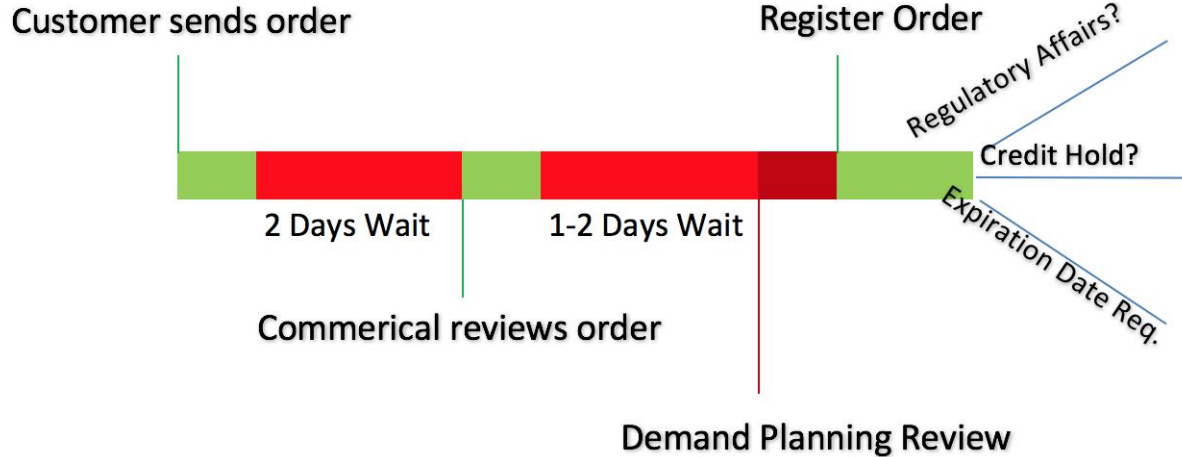 Customer sends order
Register Order
Regulatory Affairs?
Credit Hold?
Expiration Date Req.
2 Days Wait
1-2 Days Wait
Commerical reviews order
Demand Planning Review